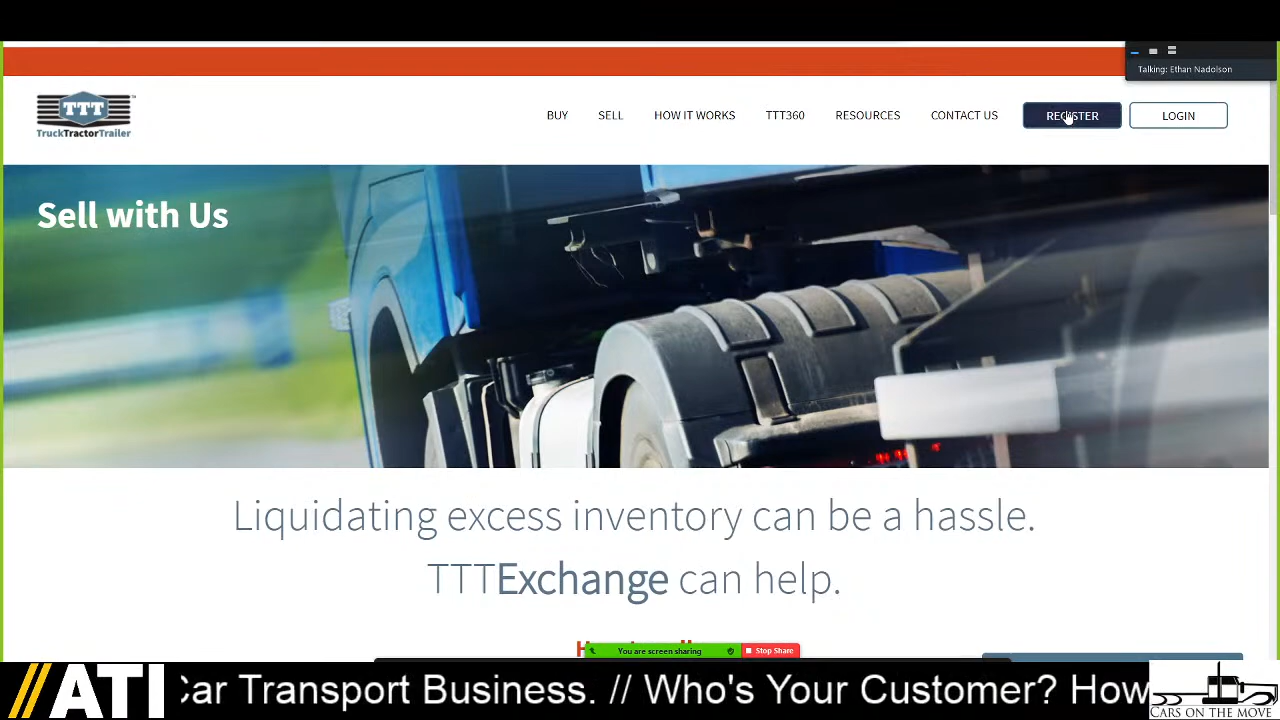 Talking: Ethan Nadolson
TTT
TruckTractorTrailer
BUY SELL HOW IT WORKS TTT360 RESOURCES CONTACT US REGISTER LOGIN
Sell with Us
Liquidating excess inventory can be a hassle.
TTTExchange can help.
You are screen sharing Stop Share
//ATI Car Transport Business. // Who's Your Customer? How
CARS ON THE MOVE